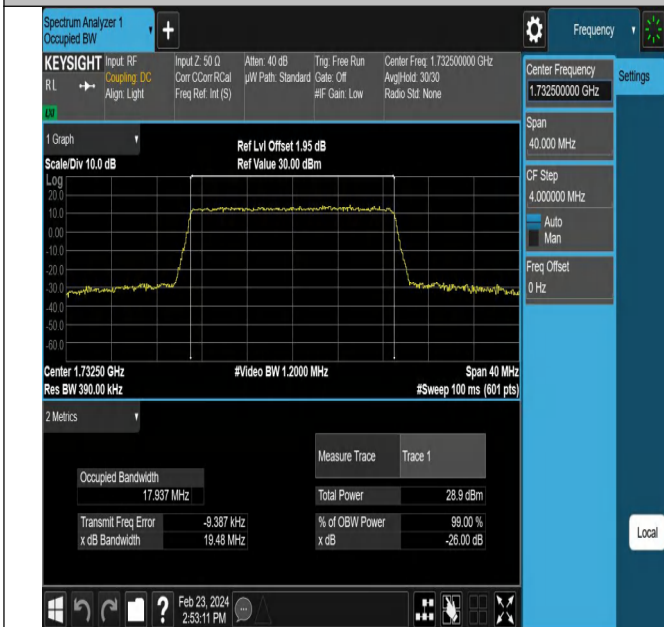 Spectrum Analyzer 1
Occupied BW
+
Frequency
KEYSIGHT
RL
LXI
Input: RF
Coupling: DC
Align: Light
Input Z: 50 Ω
Corr CCorr RCal
Freq Ref: Int (S)
Atten: 40 dB
µW Path: Standard
Trig: Free Run
Gate: Off
#IF Gain: Low
Center Freq: 1.732500000 GHz
Avg|Hold: 30/30
Radio Std: None
Center Frequency
1.732500000 GHz
Settings
Span
40.000 MHz
CF Step
4.000000 MHz
Auto
Man
Freq Offset
0 Hz
1 Graph
Scale/Div 10.0 dB
Ref Lvl Offset 1.95 dB
Ref Value 30.00 dBm
Log
20.0
10.0
0.00
-10.0
-20.0
-30.0
-40.0
-50.0
-60.0
Center 1.73250 GHz
#Video BW 1.2000 MHz
Span 40 MHz
Res BW 390.00 kHz
#Sweep 100 ms (601 pts)
2 Metrics
Measure Trace Trace 1
Occupied Bandwidth
17.937 MHz
Total Power 28.9 dBm
Transmit Freq Error -9.387 kHz
% of OBW Power 99.00 %
x dB Bandwidth 19.48 MHz
x dB -26.00 dB
Local
?
Feb 23, 2024
2:53:11 PM